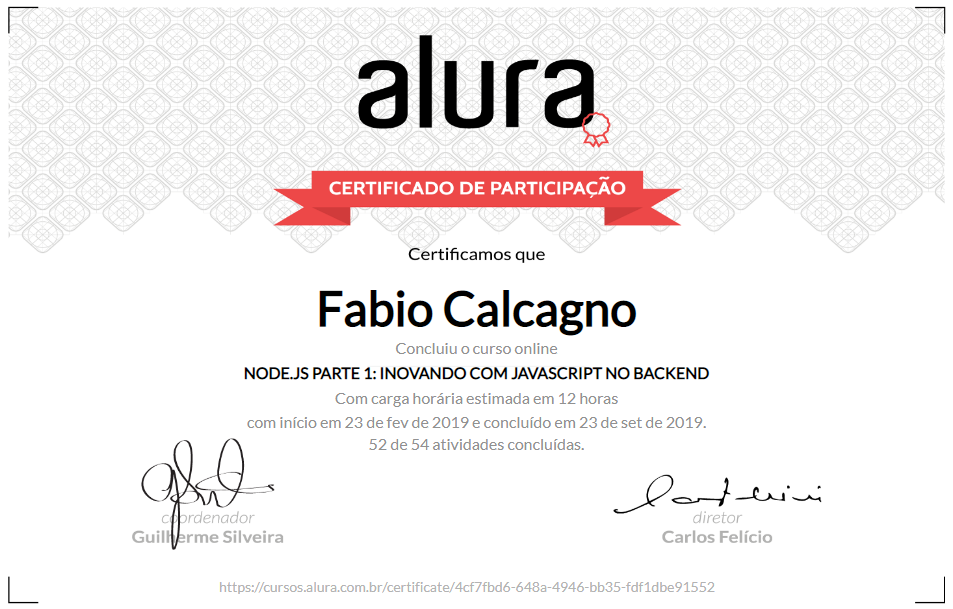 alura
CERTIFICADO DE PARTICIPAÇÃO
Certificamos que
Fabio Calcagno
Concluiu o curso online
NODE.JS PARTE 1: INOVANDO COM JAVASCRIPT NO BACKEND
Com carga horária estimada em 12 horas
com início em 23 de fev de 2019 e concluído em 23 de set de 2019.
52 de 54 atividades concluídas.
coordenador
Guilherme Silveira
diretor
Carlos Felício
https://cursos.alura.com.br/certificate/4cf7fbd6-648a-4946-bb35-fdf1dbe91552